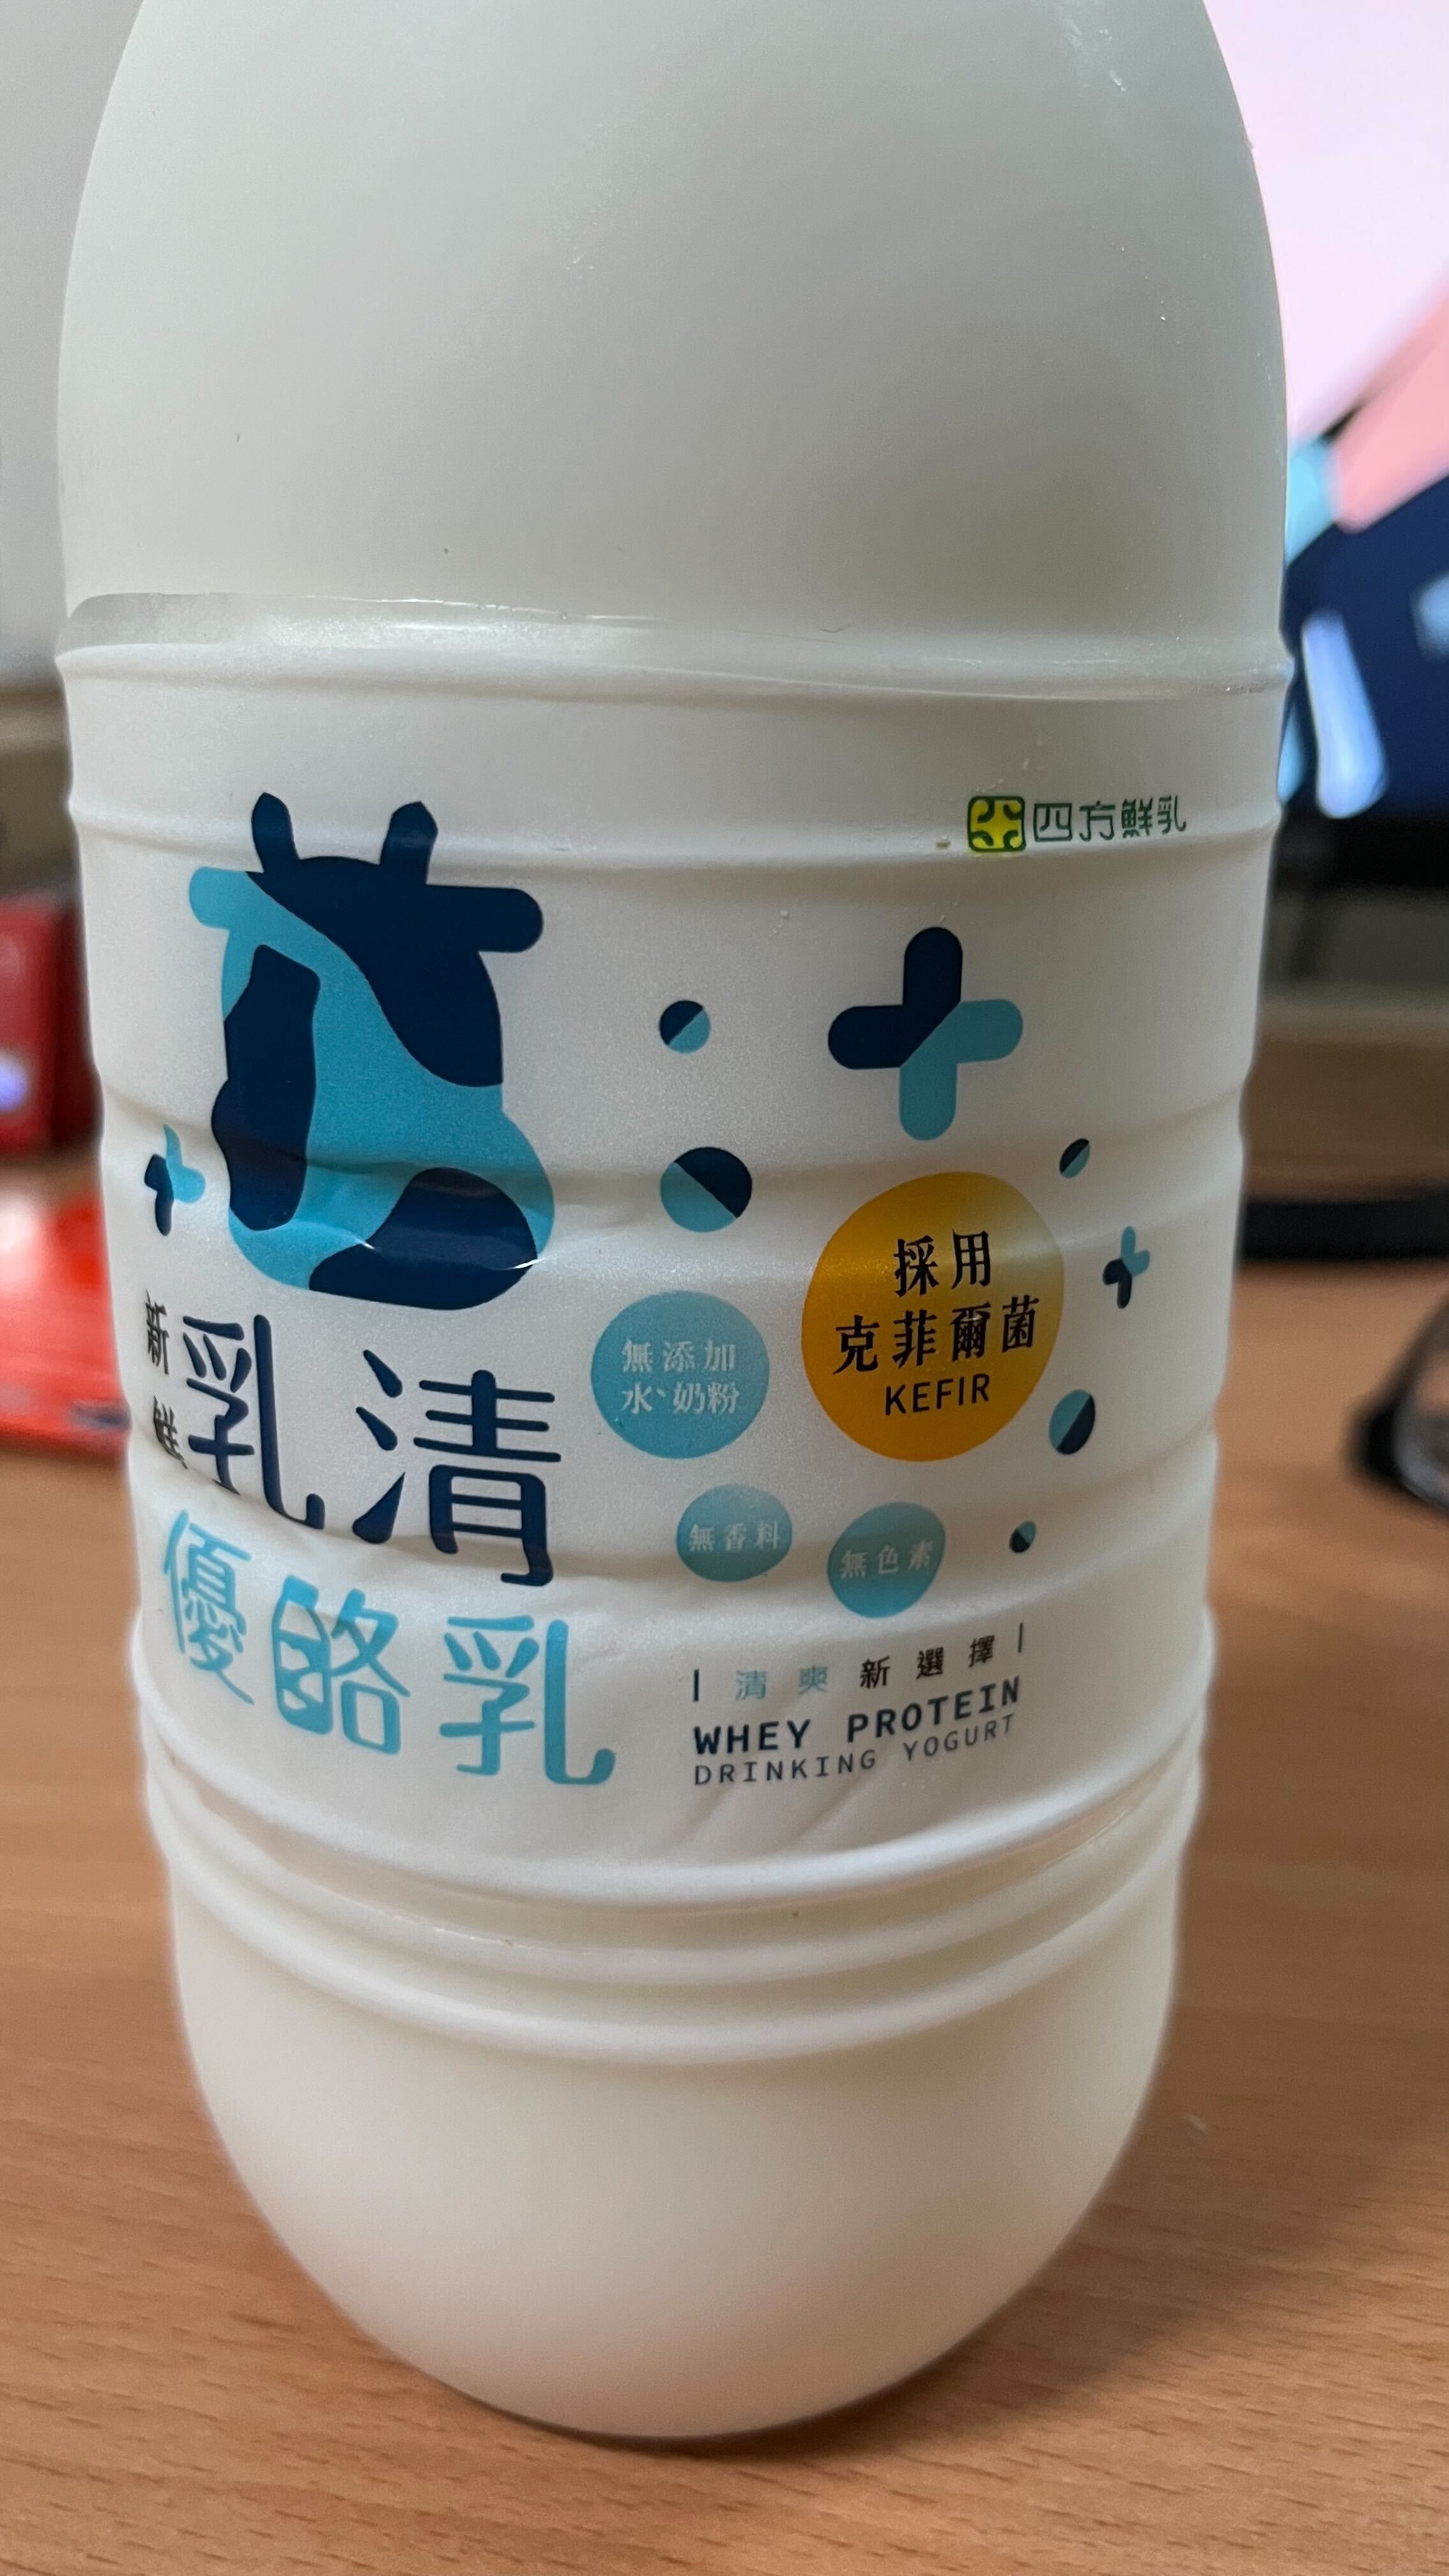 四方鮮乳
採用
克菲爾菌
KEFIR
無添加
水、奶粉
新鮮
乳清
優酪乳
無香料
無色素
清爽新選擇
WHEY PROTEIN
DRINKING YOGURT